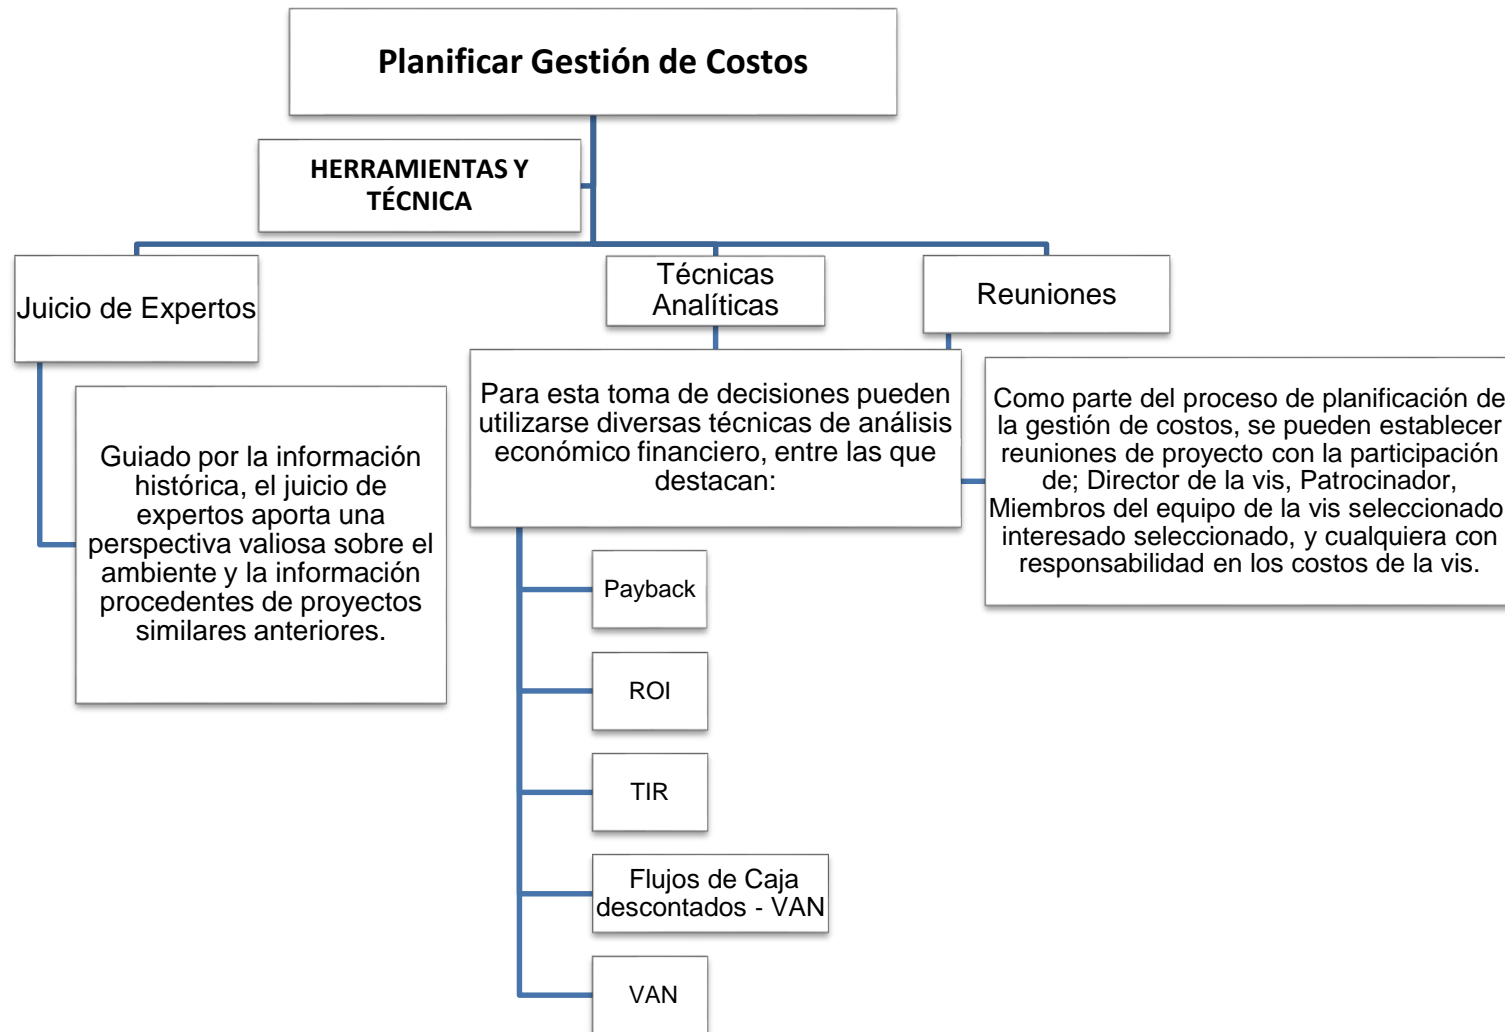 Planificar Gestión de Costos
HERRAMIENTAS Y
TÉCNICA
Juicio de Expertos
Guiado por la información
histórica, el juicio de
expertos aporta una
perspectiva valiosa sobre el
ambiente y la información
procedentes de proyectos
similares anteriores.
Técnicas
Analíticas
Para esta toma de decisiones pueden
utilizarse diversas técnicas de análisis
económico financiero, entre las que
destacan:
Payback
ROI
TIR
Flujos de Caja
descontados - VAN
VAN
Reuniones
Como parte del proceso de planificación de
la gestión de costos, se pueden establecer
reuniones de proyecto con la participación
de; Director de la vis, Patrocinador,
Miembros del equipo de la vis seleccionado
interesado seleccionado, y cualquiera con
responsabilidad en los costos de la vis.